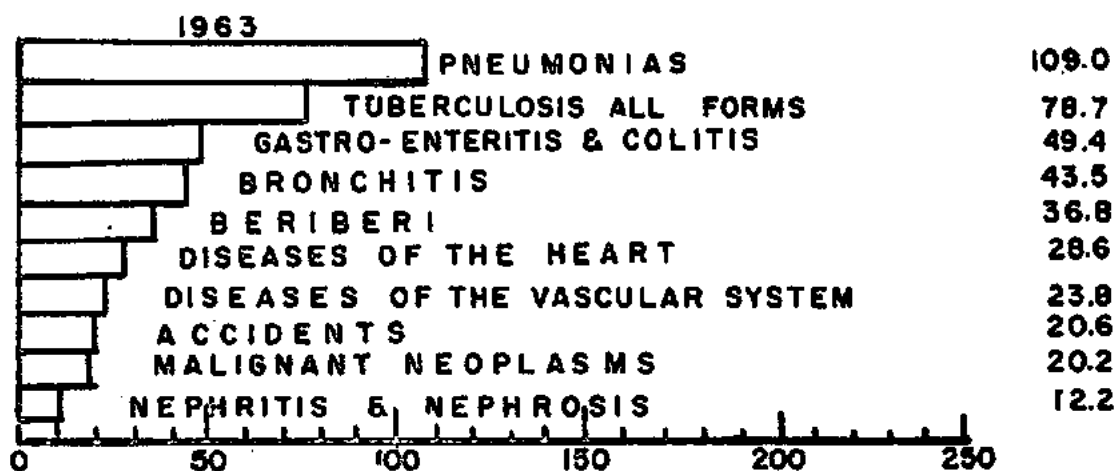 1963
PNEUMONIAS 109.0
TUBERCULOSIS ALL FORMS 78.7
GASTRO-ENTERITIS & COLITIS 49.4
BRONCHITIS 43.5
BERIBERI 36.8
DISEASES OF THE HEART 28.6
DISEASES OF THE VASCULAR SYSTEM 23.8
ACCIDENTS 20.6
MALIGNANT NEOPLASMS 20.2
NEPHRITIS & NEPHROSIS 12.2
0 50 100 150 200 250